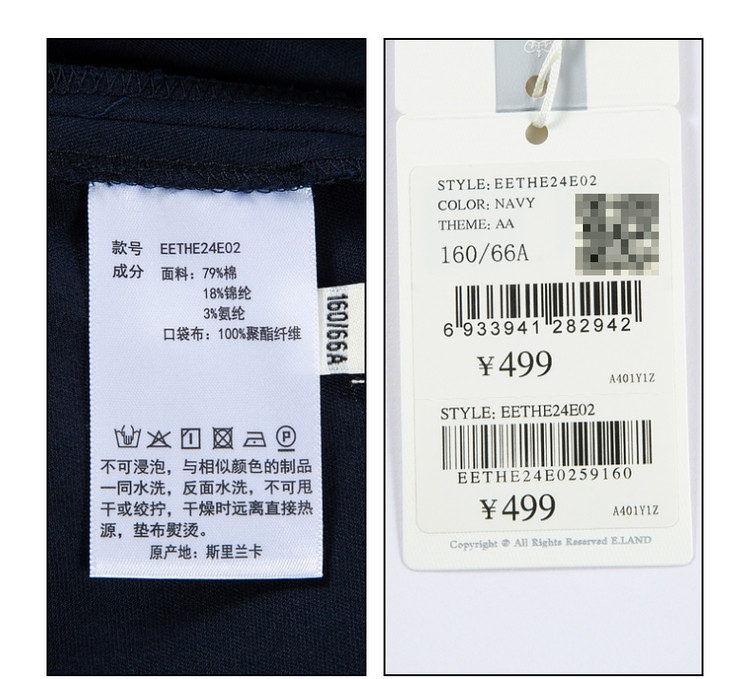 款号 EETHE24E02
成分 面料：79%棉
18%锦纶
3%氨纶
口袋布：100%聚酯纤维
160/66A
不可浸泡，与相似颜色的制品
一同水洗，反面水洗，不可甩
干或绞拧，干燥时远离直接热
源，垫布熨烫。
原产地：斯里兰卡
STYLE: EETHE24E02
COLOR: NAVY
THEME: AA
160/66A
6 933941 282942
¥499
A401Y1Z
STYLE: EETHE24E02
EETHE24E0259160
¥499
A401Y1Z
Copyright @ All Rights Reserved E.LAND